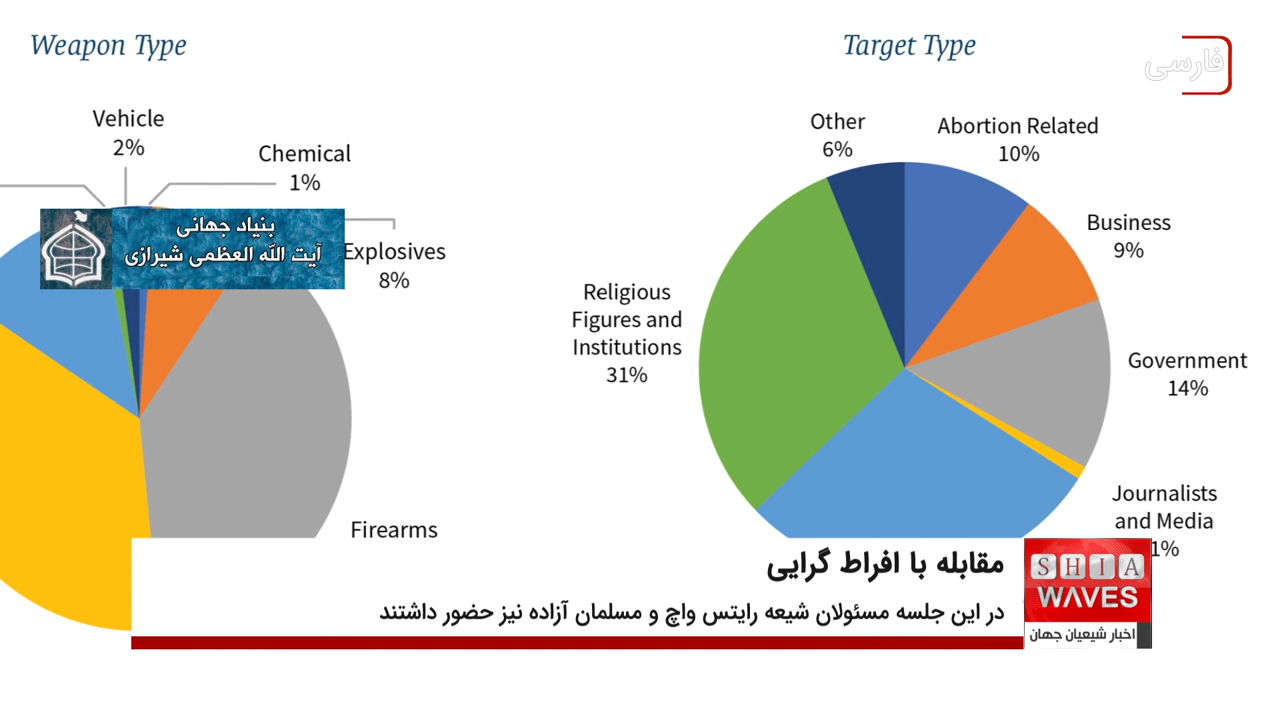 Weapon Type
Target Type
فارسی
Vehicle
2%
Chemical
1%
Explosives
8%
Firearms
بنیاد جهانی
آیت الله العظمی شیرازی
Other
6%
Abortion Related
10%
Business
9%
Religious
Figures and
Institutions
31%
Government
14%
Journalists
and Media
1%
مقابله با افراط گرایی
در این جلسه مسئولان شیعه رایتس واچ و مسلمان آزاده نیز حضور داشتند
SHIA
WAVES
اخبار شیعیان جهان